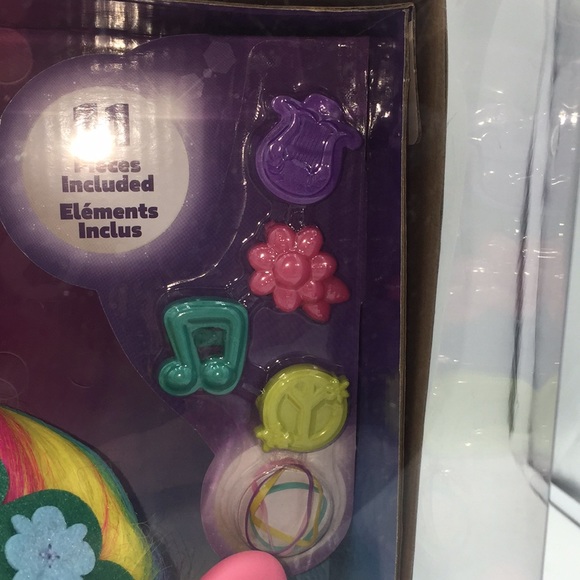 11
Pieces
Included
Eléments
Inclus